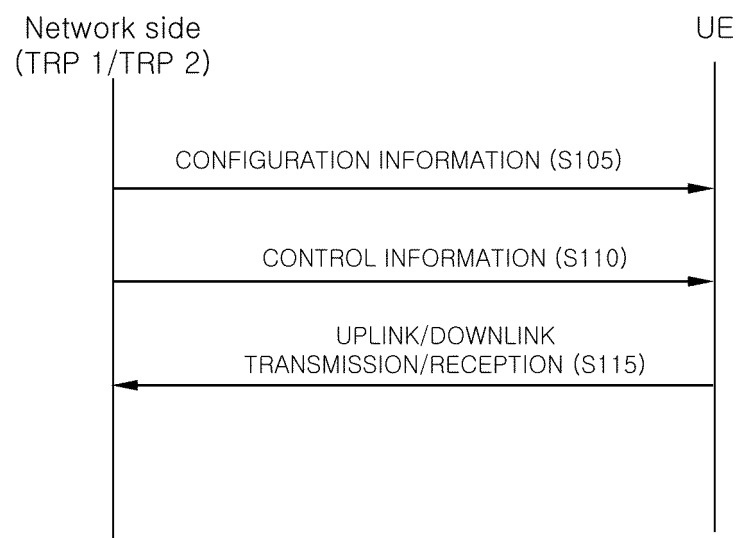 Network side
(TRP 1/TRP 2)
UE
CONFIGURATION INFORMATION (S105)
CONTROL INFORMATION (S110)
UPLINK/DOWNLINK
TRANSMISSION/RECEPTION (S115)